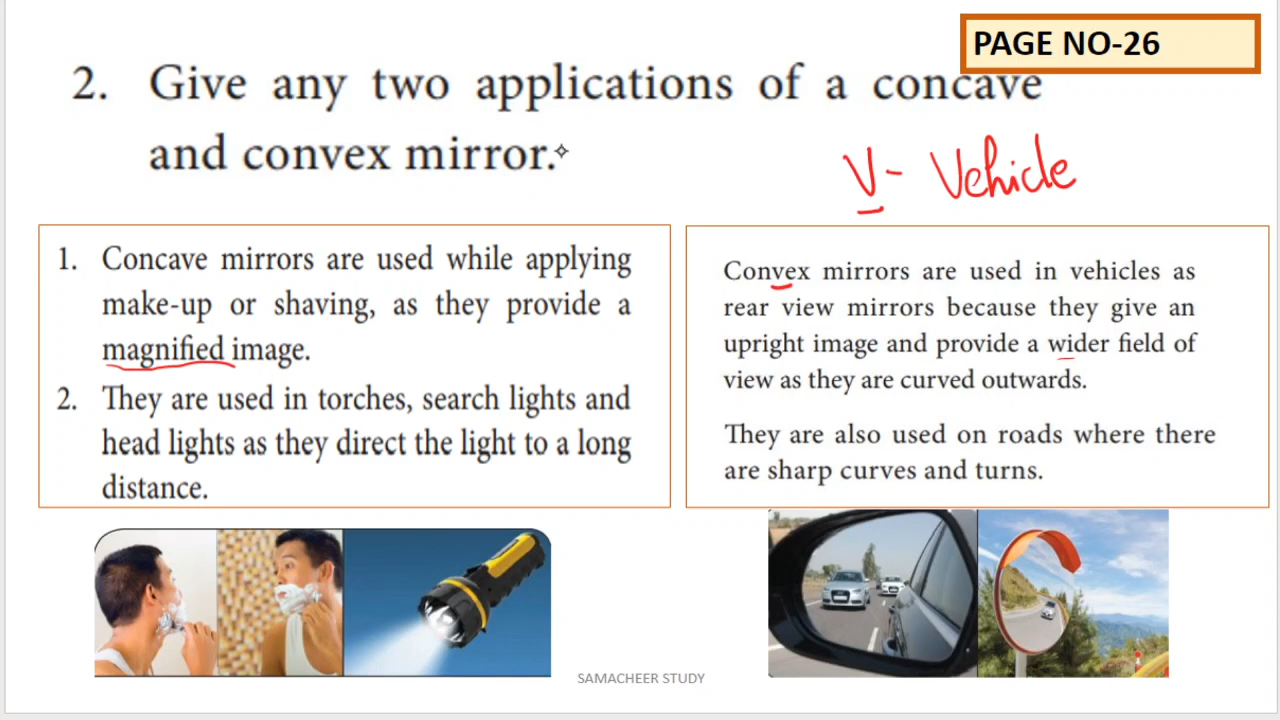 PAGE NO-26
2. Give any two applications of a concave
and convex mirror.
V- Vehicle
1. Concave mirrors are used while applying
make-up or shaving, as they provide a
magnified image.
2. They are used in torches, search lights and
head lights as they direct the light to a long
distance.
Convex mirrors are used in vehicles as
rear view mirrors because they give an
upright image and provide a wider field of
view as they are curved outwards.
They are also used on roads where there
are sharp curves and turns.
SAMACHEER STUDY